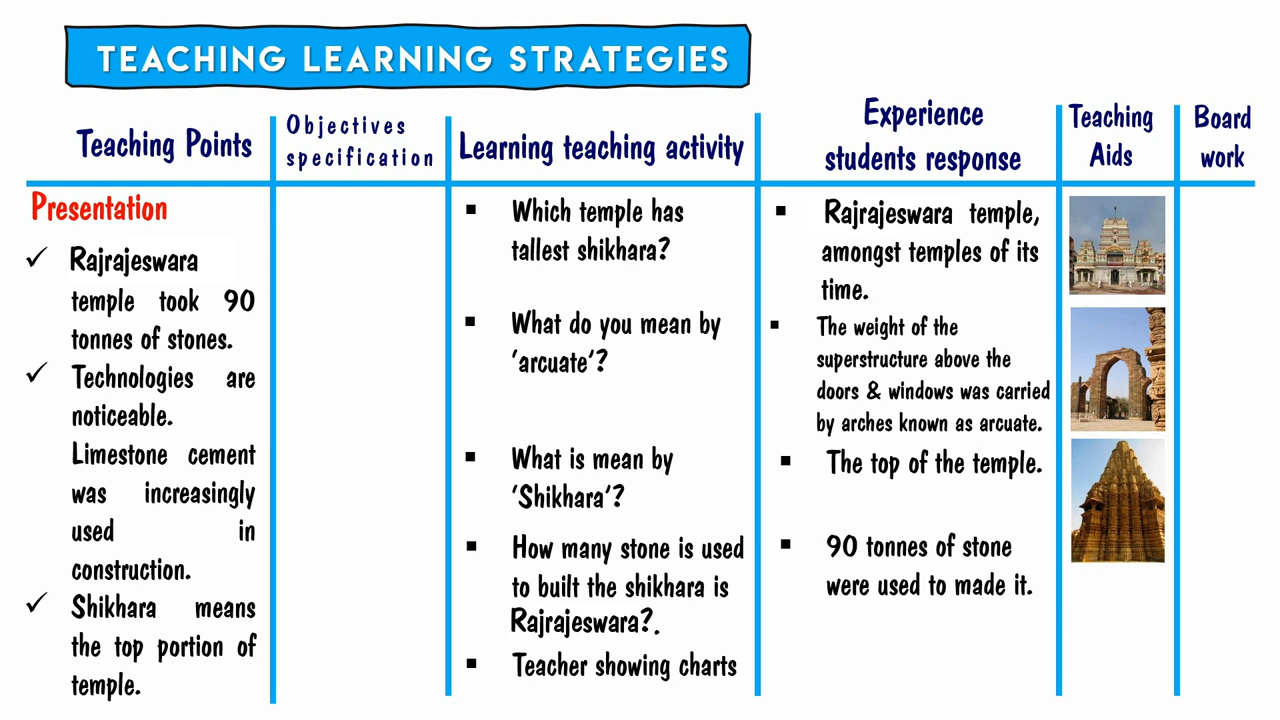 TEACHING LEARNING STRATEGIES
Teaching Points
Objectives
specification
Learning teaching activity
Experience
students response
Teaching
Aids
Board
work
Presentation
✓ Rajrajeswara
temple took 90
tonnes of stones.
✓ Technologies are
noticeable.
Limestone cement
was increasingly
used in
construction.
✓ Shikhara means
the top portion of
temple.
▪ Which temple has
tallest shikhara?
▪ What do you mean by
'arcuate'?
▪ What is mean by
'Shikhara'?
▪ How many stone is used
to built the shikhara is
Rajrajeswara?.
▪ Teacher showing charts
▪ Rajrajeswara temple,
amongst temples of its
time.
▪ The weight of the
superstructure above the
doors & windows was carried
by arches known as arcuate.
▪ The top of the temple.
▪ 90 tonnes of stone
were used to made it.